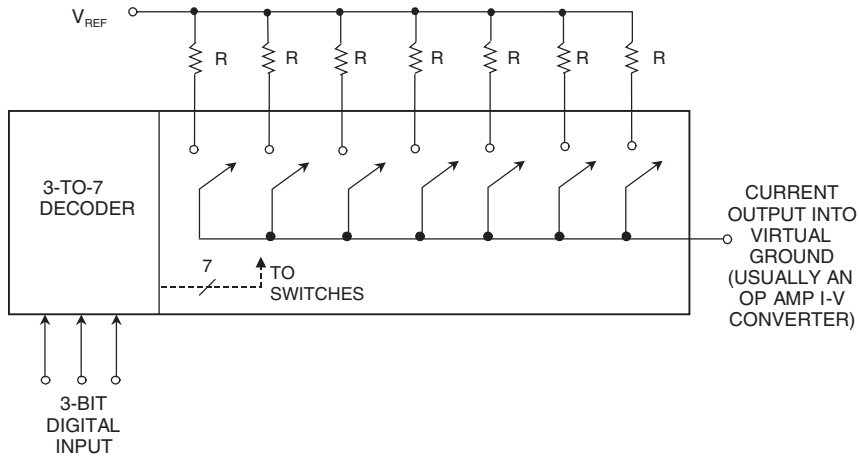 VREF
R R R R R R R
3-TO-7
DECODER
7
TO
SWITCHES
CURRENT
OUTPUT INTO
VIRTUAL
GROUND
(USUALLY AN
OP AMP I-V
CONVERTER)
3-BIT
DIGITAL
INPUT